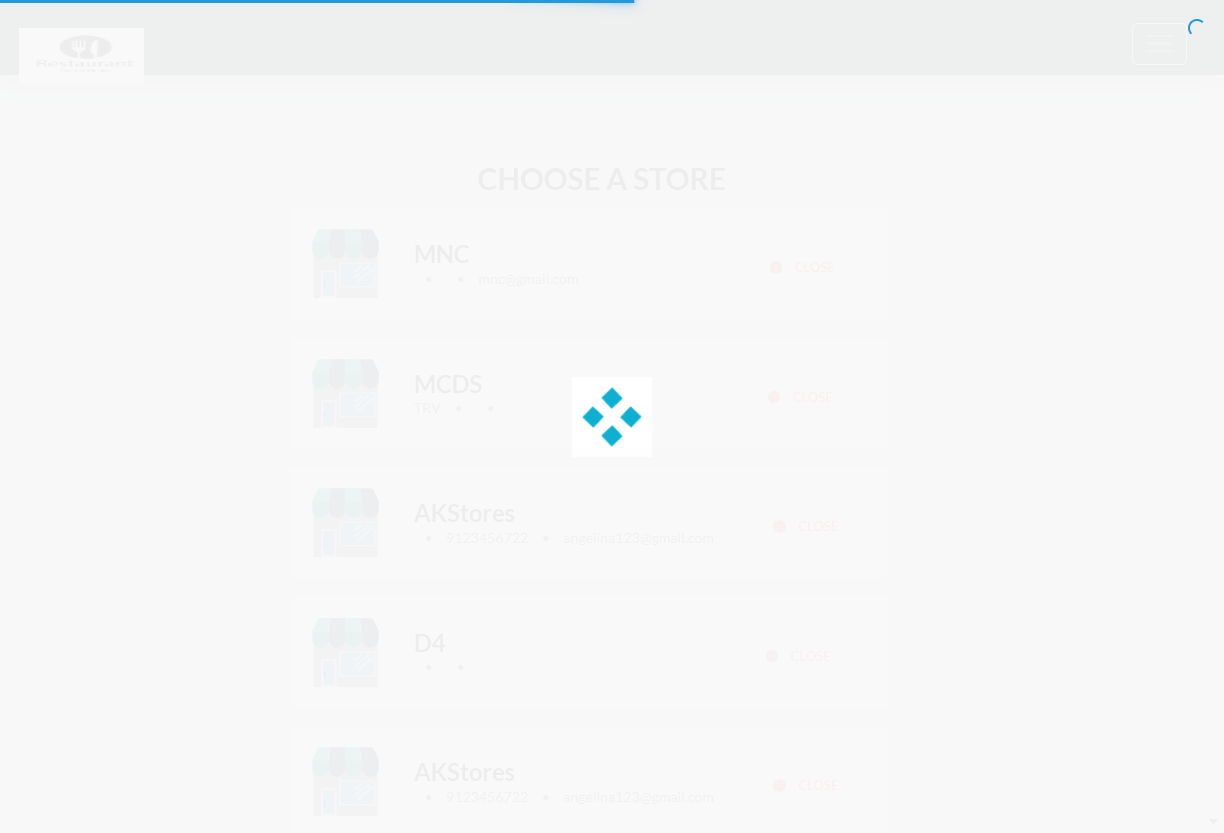 Restaurant
CHOOSE A STORE
MNC
• • mnc@gmail.com
CLOSE
MCDS
TRV • •
CLOSE
AKStores
• 9123456722 • angelina123@gmail.com
CLOSE
D4
• •
CLOSE
AKStores
• 9123456722 • angelina123@gmail.com
CLOSE